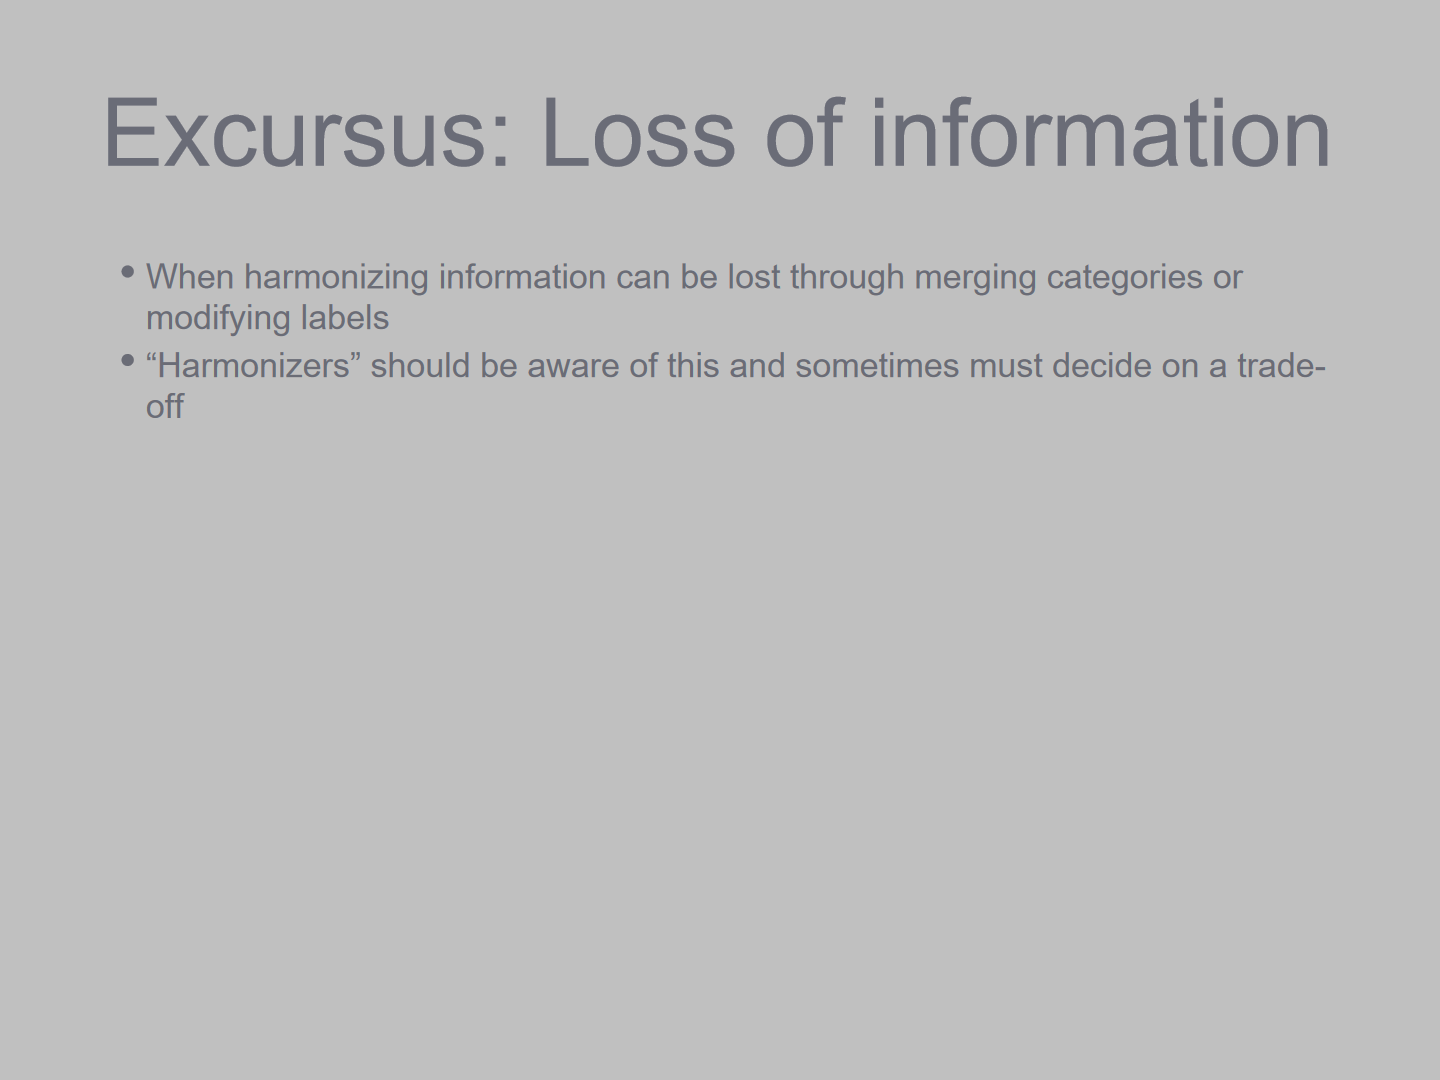 Excursus: Loss of information
• When harmonizing information can be lost through merging categories or
modifying labels
• “Harmonizers” should be aware of this and sometimes must decide on a trade-
off